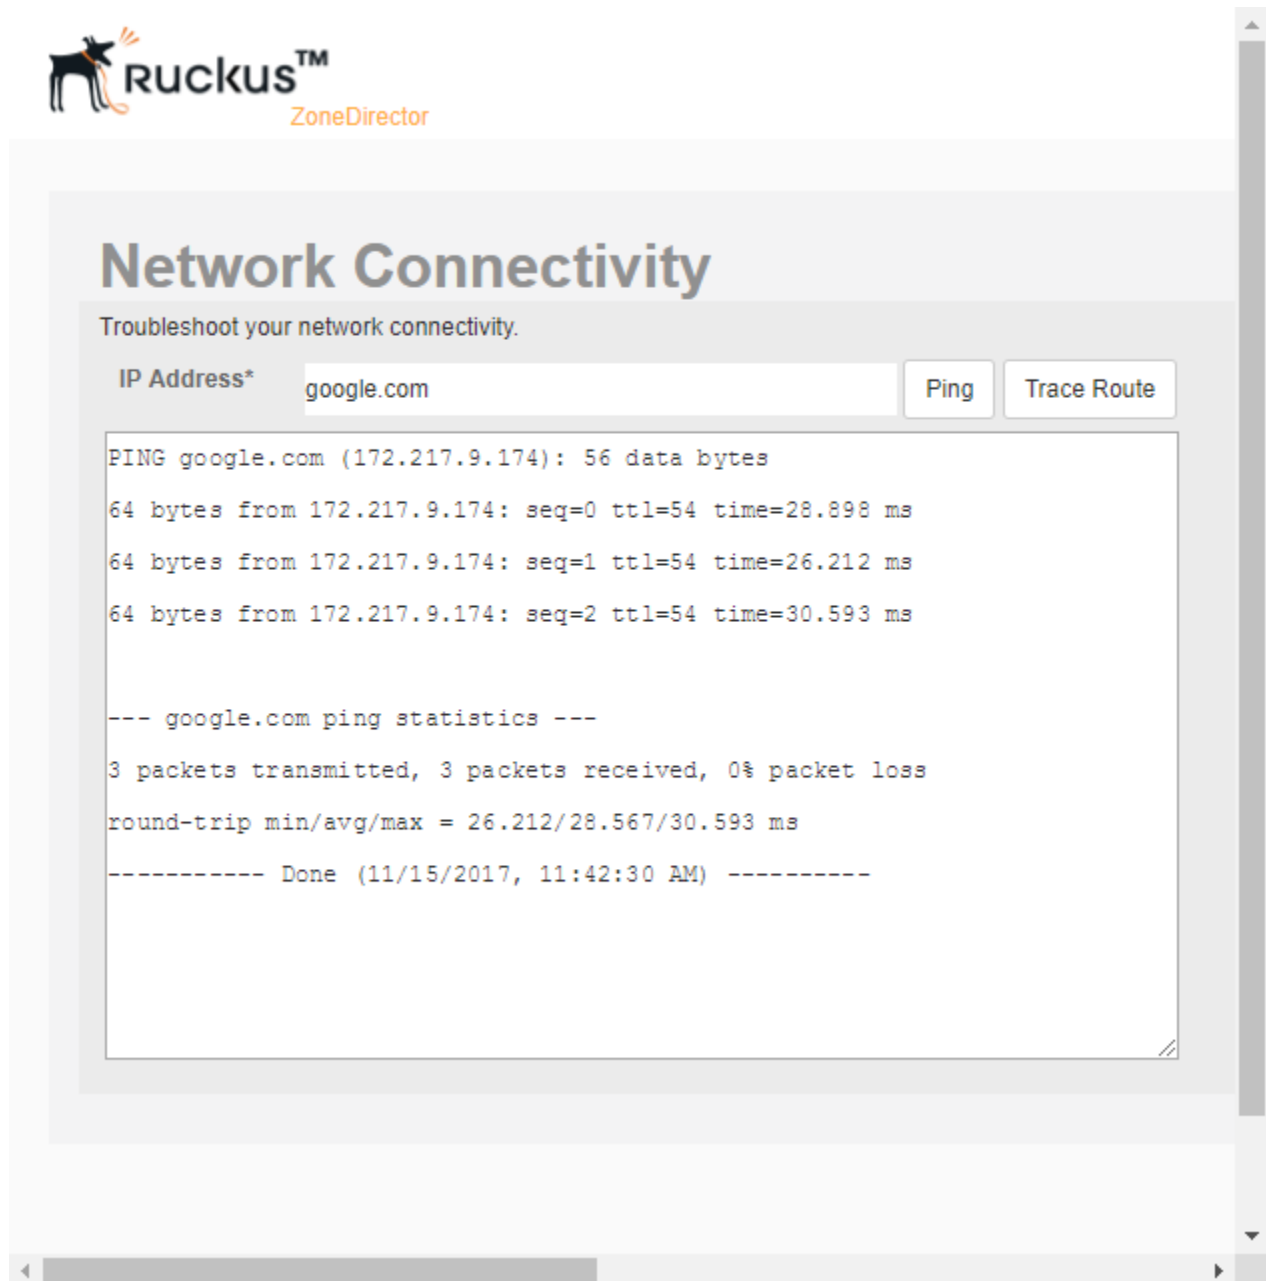 Ruckus™
ZoneDirector
Network Connectivity
Troubleshoot your network connectivity.
IP Address* google.com Ping Trace Route
PING google.com (172.217.9.174): 56 data bytes
64 bytes from 172.217.9.174: seq=0 ttl=54 time=28.898 ms
64 bytes from 172.217.9.174: seq=1 ttl=54 time=26.212 ms
64 bytes from 172.217.9.174: seq=2 ttl=54 time=30.593 ms
--- google.com ping statistics ---
3 packets transmitted, 3 packets received, 0% packet loss
round-trip min/avg/max = 26.212/28.567/30.593 ms
----------- Done (11/15/2017, 11:42:30 AM) ----------